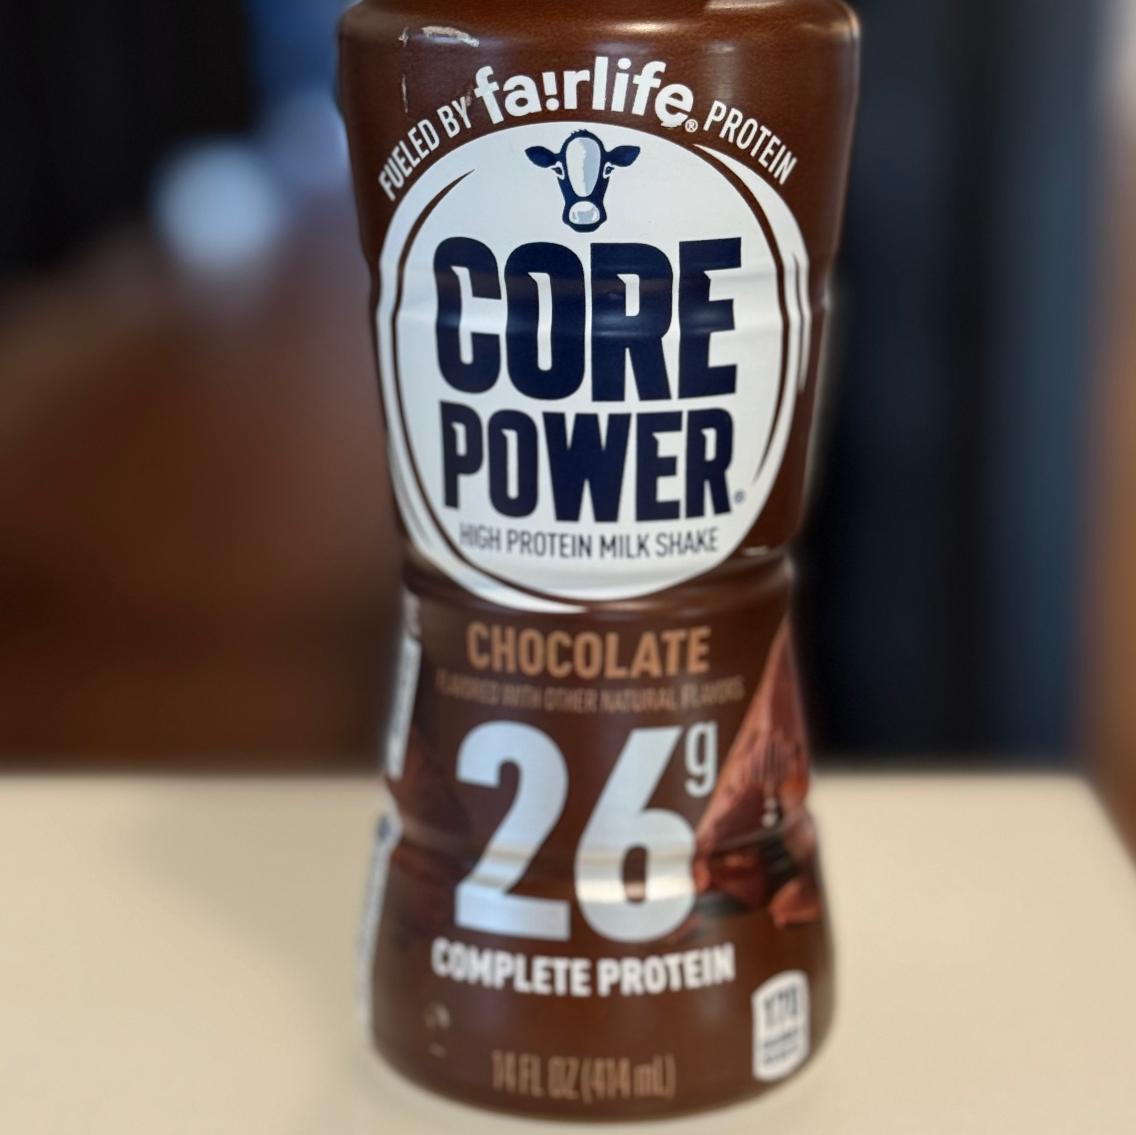 FUELED BY fa!rlife® PROTEIN
CORE
POWER®
HIGH PROTEIN MILK SHAKE
CHOCOLATE
FLAVORED WITH OTHER NATURAL FLAVORS
26g
COMPLETE PROTEIN
14 FL OZ (414 mL)
170